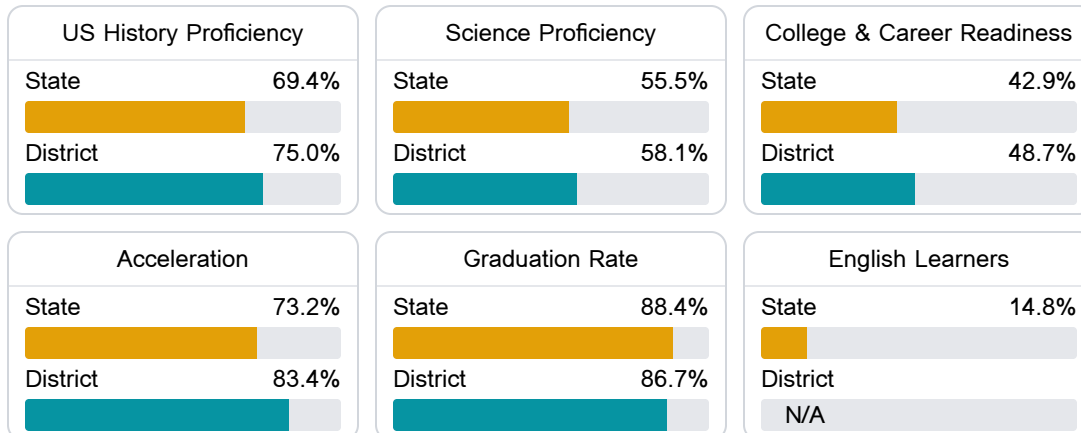 US History Proficiency
State 69.4%
District 75.0%
Science Proficiency
State 55.5%
District 58.1%
College & Career Readiness
State 42.9%
District 48.7%
Acceleration
State 73.2%
District 83.4%
Graduation Rate
State 88.4%
District 86.7%
English Learners
State 14.8%
District
N/A